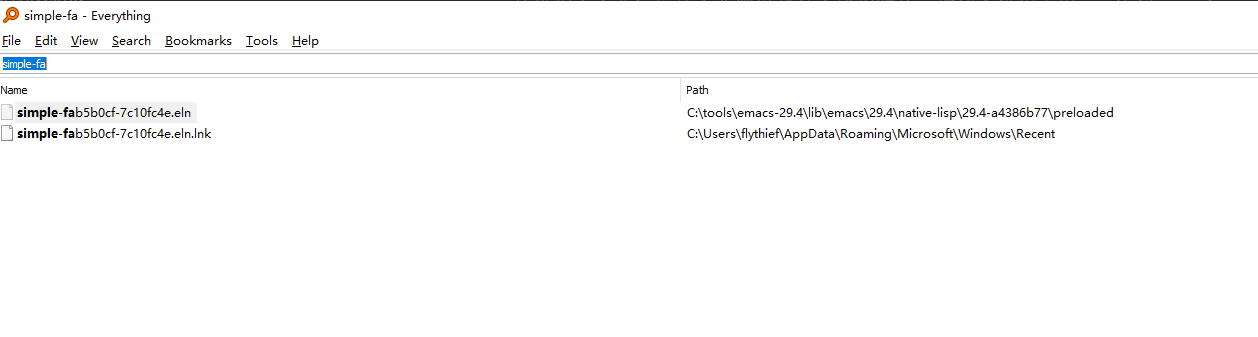 simple-fa - Everything
File Edit View Search Bookmarks Tools Help
simple-fa
Name Path
simple-fab5b0cf-7c10fc4e.eln C:\tools\emacs-29.4\lib\emacs\29.4\native-lisp\29.4-a4386b77\preloaded
simple-fab5b0cf-7c10fc4e.eln.lnk C:\Users\flythief\AppData\Roaming\Microsoft\Windows\Recent